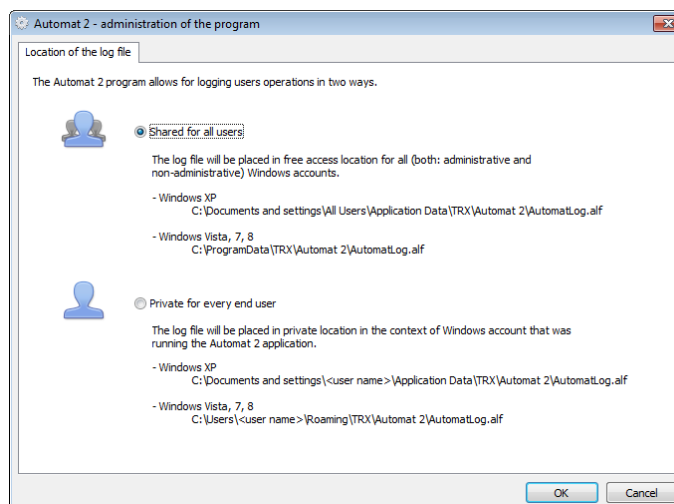 Automat 2 - administration of the program
Location of the log file
The Automat 2 program allows for logging users operations in two ways.
Shared for all users
The log file will be placed in free access location for all (both: administrative and
non-administrative) Windows accounts.
- Windows XP
C:\Documents and settings\All Users\Application Data\TRX\Automat 2\AutomatLog.alf
- Windows Vista, 7, 8
C:\ProgramData\TRX\Automat 2\AutomatLog.alf
Private for every end user
The log file will be placed in private location in the context of Windows account that was
running the Automat 2 application.
- Windows XP
C:\Documents and settings\<user name>\Application Data\TRX\Automat 2\AutomatLog.alf
- Windows Vista, 7, 8
C:\Users\<user name>\Roaming\TRX\Automat 2\AutomatLog.alf
OK Cancel